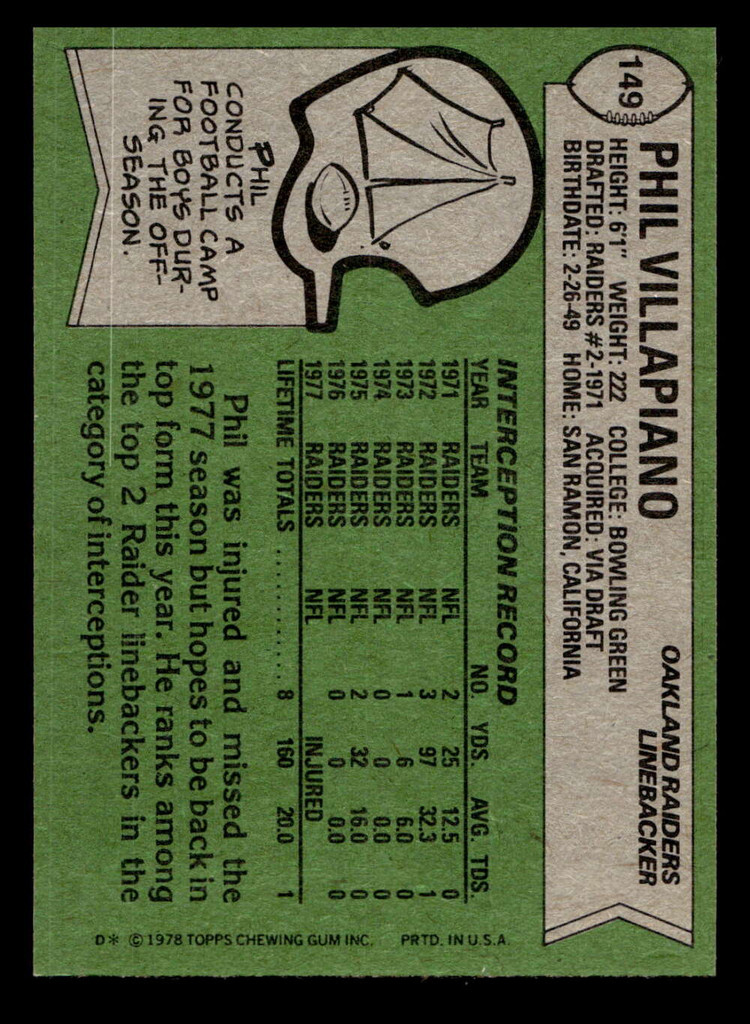 149
PHIL VILLAPIANO
OAKLAND RAIDERS
LINEBACKER
HEIGHT: 6'1" WEIGHT: 222 COLLEGE: BOWLING GREEN
DRAFTED: RAIDERS #2-1971 ACQUIRED: VIA DRAFT
BIRTHDATE: 2-26-49 HOME: SAN RAMON, CALIFORNIA
PHIL
CONDUCTS A
FOOTBALL CAMP
FOR BOYS DUR-
ING THE OFF-
SEASON.
INTERCEPTION RECORD
YEAR TEAM NO. YDS. AVG. TDS.
1971 RAIDERS NFL 2 25 12.5 0
1972 RAIDERS NFL 3 97 32.3 1
1973 RAIDERS NFL 1 6 6.0 0
1974 RAIDERS NFL 0 0 0.0 0
1975 RAIDERS NFL 2 32 16.0 0
1976 RAIDERS NFL 0 0 0.0 0
1977 RAIDERS NFL INJURED
LIFETIME TOTALS .......... 8 160 20.0 1
Phil was injured and missed the
1977 season but hopes to be back in
top form this year. He ranks among
the top 2 Raider linebackers in the
category of interceptions.
D* © 1978 TOPPS CHEWING GUM INC. PRTD. IN U.S.A.